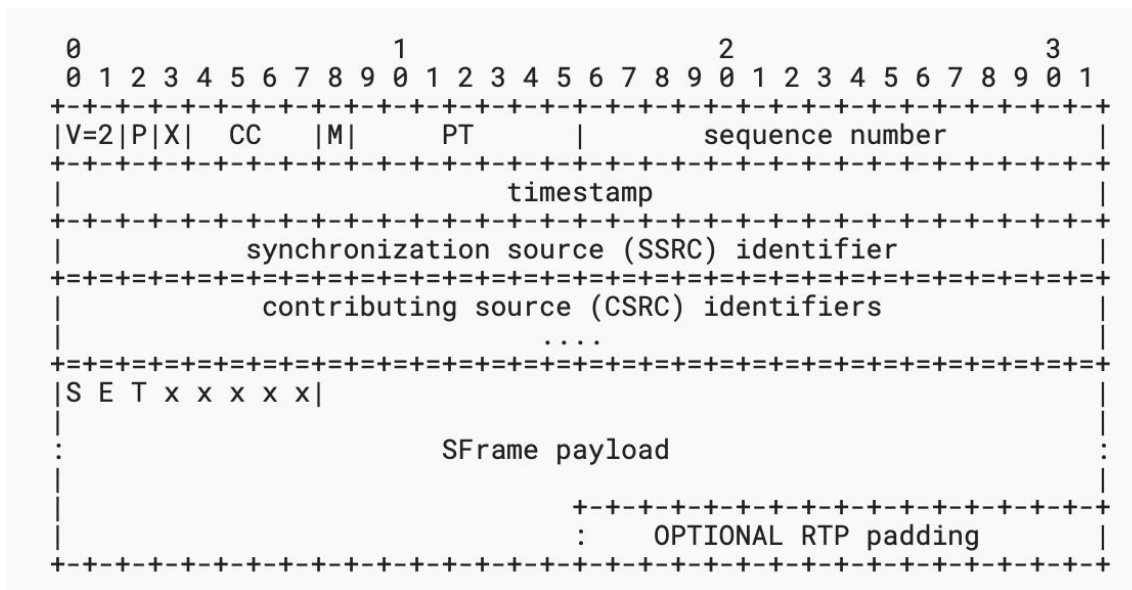 0                   1                   2                   3
 0 1 2 3 4 5 6 7 8 9 0 1 2 3 4 5 6 7 8 9 0 1 2 3 4 5 6 7 8 9 0 1
+-+-+-+-+-+-+-+-+-+-+-+-+-+-+-+-+-+-+-+-+-+-+-+-+-+-+-+-+-+-+-+-+
|V=2|P|X|  CC   |M|     PT      |       sequence number         |
+-+-+-+-+-+-+-+-+-+-+-+-+-+-+-+-+-+-+-+-+-+-+-+-+-+-+-+-+-+-+-+-+
|                           timestamp                           |
+-+-+-+-+-+-+-+-+-+-+-+-+-+-+-+-+-+-+-+-+-+-+-+-+-+-+-+-+-+-+-+-+
|           synchronization source (SSRC) identifier            |
+=+=+=+=+=+=+=+=+=+=+=+=+=+=+=+=+=+=+=+=+=+=+=+=+=+=+=+=+=+=+=+=+
|            contributing source (CSRC) identifiers             |
|                             ....                              |
+=+=+=+=+=+=+=+=+=+=+=+=+=+=+=+=+=+=+=+=+=+=+=+=+=+=+=+=+=+=+=+=+
|S E T x x x x x|                                               |
|                                                               |
:                       SFrame payload                          :
|                                                               |
|                               +-+-+-+-+-+-+-+-+-+-+-+-+-+-+-+-+
|                               :    OPTIONAL RTP padding       |
+-+-+-+-+-+-+-+-+-+-+-+-+-+-+-+-+-+-+-+-+-+-+-+-+-+-+-+-+-+-+-+-+